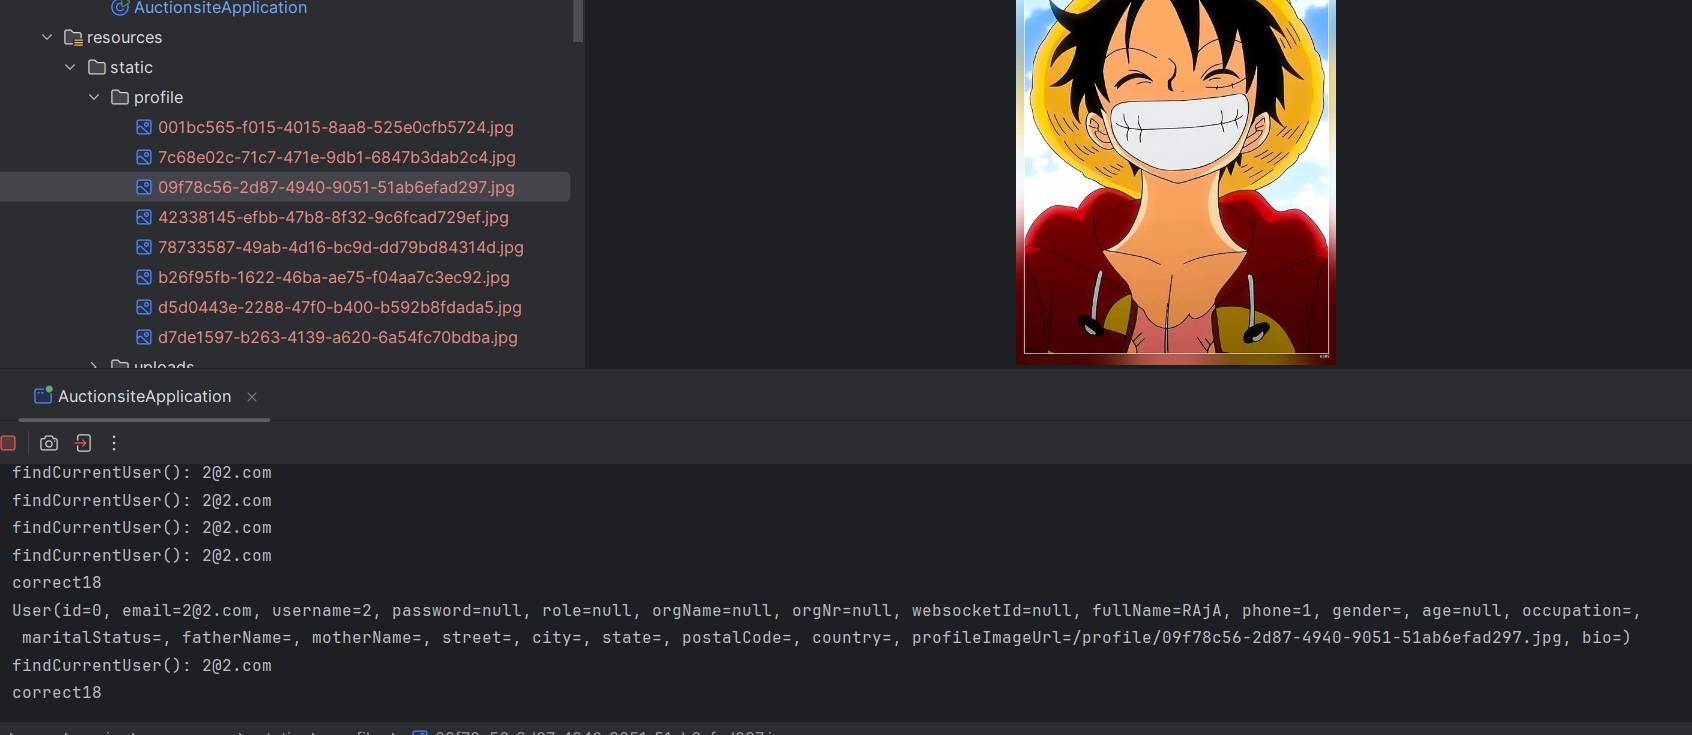 AuctionsiteApplication
resources
static
profile
001bc565-f015-4015-8aa8-525e0cfb5724.jpg
7c68e02c-71c7-471e-9db1-6847b3dab2c4.jpg
09f78c56-2d87-4940-9051-51ab6efad297.jpg
42338145-efbb-47b8-8f32-9c6fcad729ef.jpg
78733587-49ab-4d16-bc9d-dd79bd84314d.jpg
b26f95fb-1622-46ba-ae75-f04aa7c3ec92.jpg
d5d0443e-2288-47f0-b400-b592b8fdada5.jpg
d7de1597-b263-4139-a620-6a54fc70bdba.jpg
uploads
AuctionsiteApplication
findCurrentUser(): 2@2.com
findCurrentUser(): 2@2.com
findCurrentUser(): 2@2.com
findCurrentUser(): 2@2.com
correct18
User(id=0, email=2@2.com, username=2, password=null, role=null, orgName=null, orgNr=null, websocketId=null, fullName=RAjA, phone=1, gender=, age=null, occupation=,
maritalStatus=, fatherName=, motherName=, street=, city=, state=, postalCode=, country=, profileImageUrl=/profile/09f78c56-2d87-4940-9051-51ab6efad297.jpg, bio=)
findCurrentUser(): 2@2.com
correct18